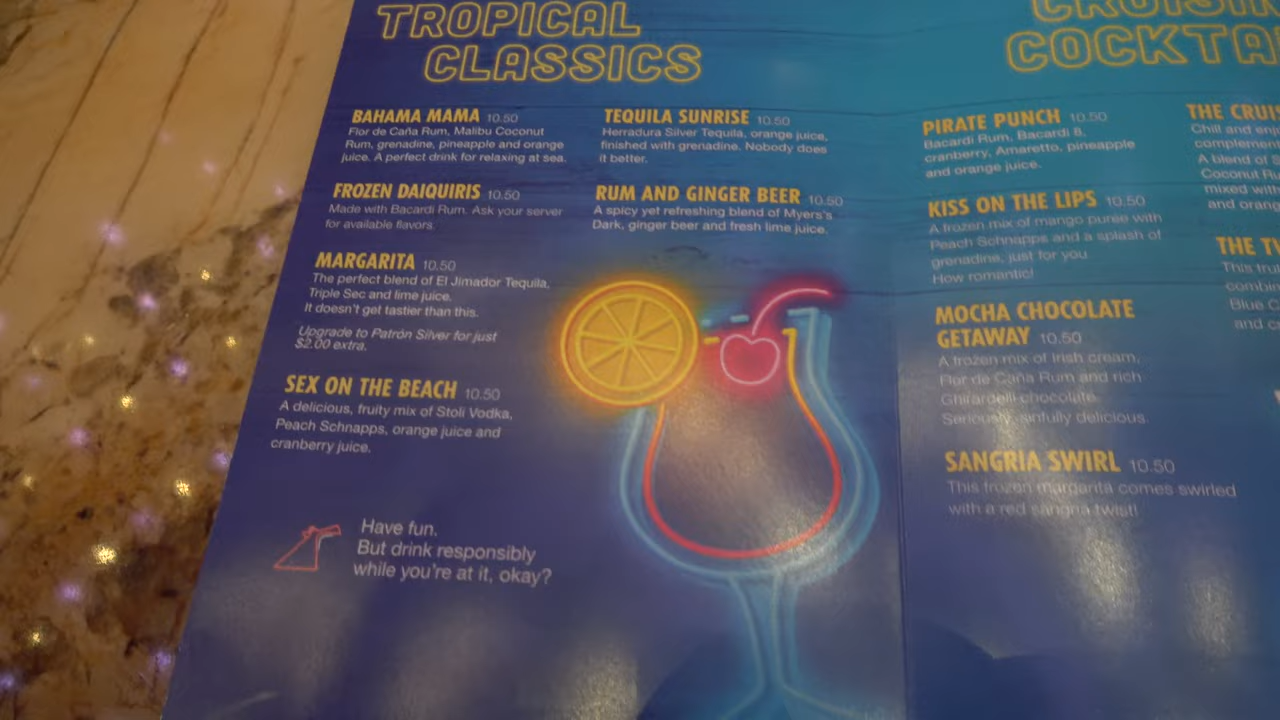 TROPICAL
CLASSICS
BAHAMA MAMA 10.50
Flor de Caña Rum, Malibu Coconut
Rum, grenadine, pineapple and orange
juice. A perfect drink for relaxing at sea.
FROZEN DAIQUIRIS 10.50
Made with Bacardi Rum. Ask your server
for available flavors.
MARGARITA 10.50
The perfect blend of El Jimador Tequila,
Triple Sec and lime juice.
It doesn't get tastier than this.
Upgrade to Patrón Silver for just
$2.00 extra.
SEX ON THE BEACH 10.50
A delicious, fruity mix of Stoli Vodka,
Peach Schnapps, orange juice and
cranberry juice.
Have fun.
But drink responsibly
while you're at it, okay?
TEQUILA SUNRISE 10.50
Herradura Silver Tequila, orange juice,
finished with grenadine. Nobody does
it better.
RUM AND GINGER BEER 10.50
A spicy yet refreshing blend of Myers's
Dark, ginger beer and fresh lime juice.
PIRATE PUNCH 10.50
Bacardi Rum, Bacardi 8,
cranberry, Amaretto, pineapple
and orange juice.
KISS ON THE LIPS 10.50
A frozen mix of mango puree with
Peach Schnapps and a splash of
grenadine, just for you.
How romantic!
MOCHA CHOCOLATE
GETAWAY 10.50
A frozen mix of Irish cream,
Flor de Caña Rum and rich
Ghirardelli chocolate.
Seriously, sinfully delicious.
SANGRIA SWIRL 10.50
This frozen margarita comes swirled
with a red sangria twist!
THE
Chill and
A blend of
Coconut
mixed with
and
THE
This
Blue
and